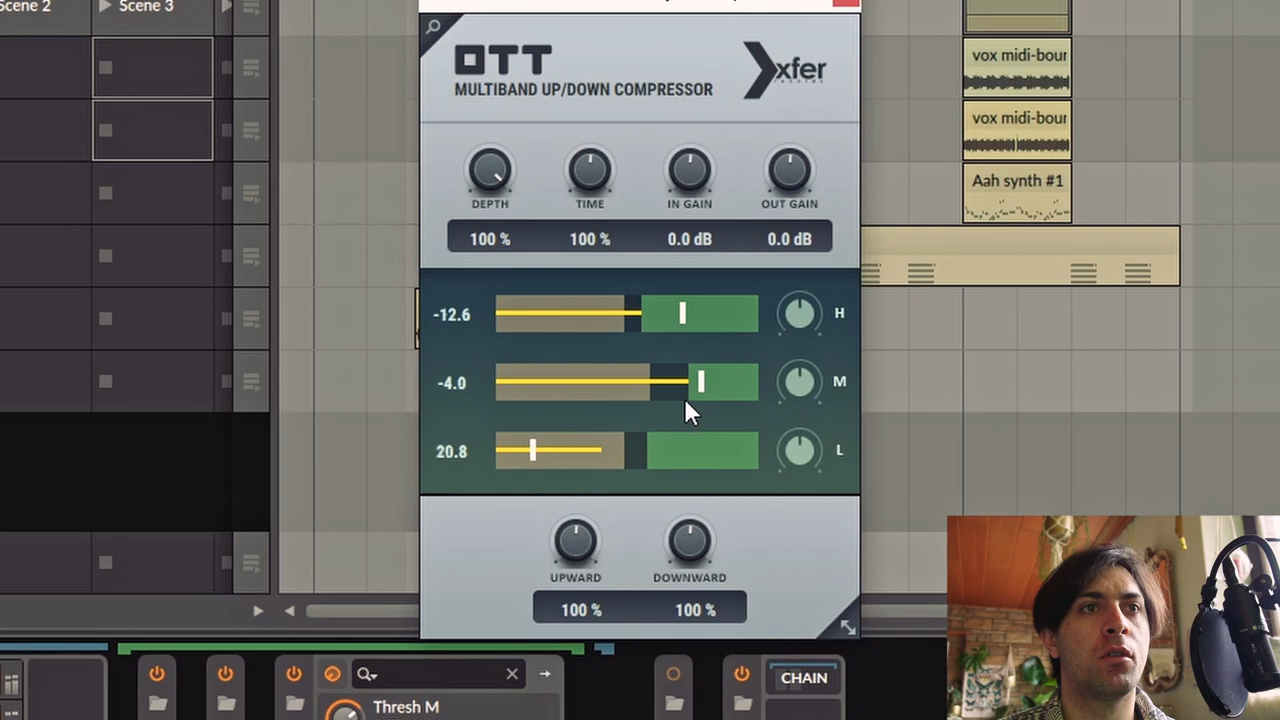 Scene 2
Scene 3
OTT
MULTIBAND UP/DOWN COMPRESSOR
xfer
records
DEPTH
TIME
IN GAIN
OUT GAIN
100 %
100 %
0.0 dB
0.0 dB
-12.6
H
-4.0
M
20.8
L
UPWARD
DOWNWARD
100 %
100 %
vox midi-bour
vox midi-bour
Aah synth #1
CHAIN
Thresh M